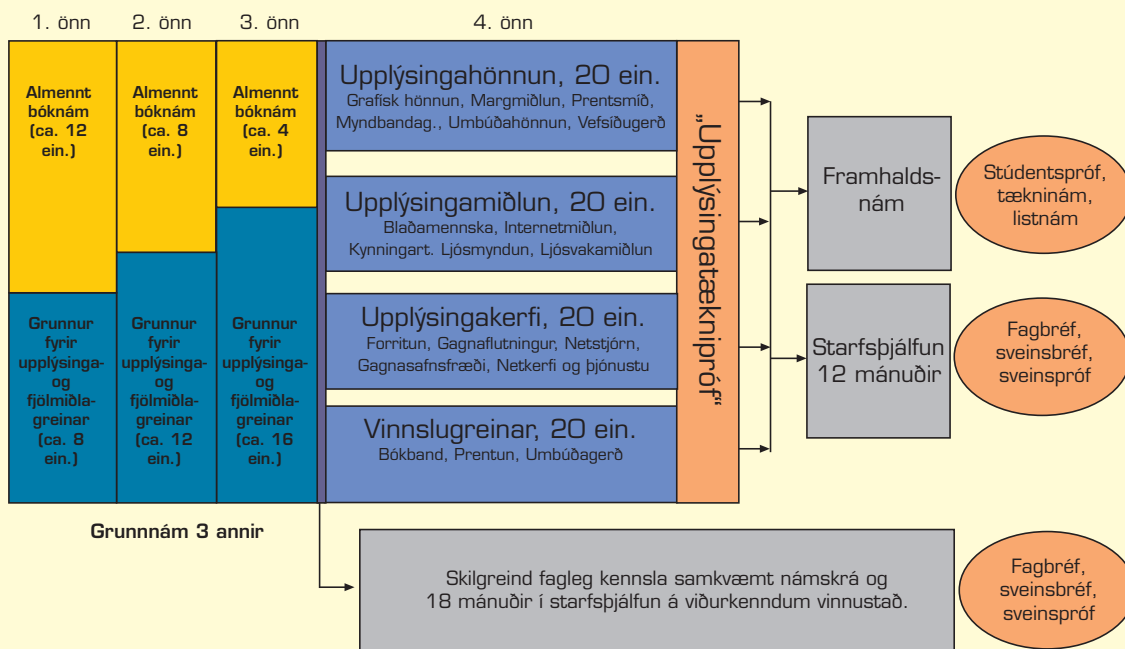 1. önn
2. önn
3. önn
4. önn
Almennt
bóknám
(ca. 12
ein.)
Almennt
bóknám
(ca. 8
ein.)
Almennt
bóknám
(ca. 4
ein.)
Grunnur
fyrir
upplýsinga-
og
fjölmiðla-
greinar
(ca. 8
ein.)
Grunnur
fyrir
upplýsinga-
og
fjölmiðla-
greinar
(ca. 12
ein.)
Grunnur
fyrir
upplýsinga-
og
fjölmiðla-
greinar
(ca. 16
ein.)
Grunnnám 3 annir
Upplýsingahönnun, 20 ein.
Grafísk hönnun, Margmiðlun, Prentsmíð,
Myndbandag., Umbúðahönnun, Vefsíðugerð
Upplýsingamiðlun, 20 ein.
Blaðamennska, Internetmiðlun,
Kynningart. Ljósmyndun, Ljósvakamiðlun
Upplýsingakerfi, 20 ein.
Forritun, Gagnaflutningur, Netstjórn,
Gagnasafnsfræði, Netkerfi og þjónustu
Vinnslugreinar, 20 ein.
Bókband, Prentun, Umbúðagerð
„Upplýsingatæknipróf“
Framhalds-
nám
Stúdentspróf,
tækninám,
listnám
Starfsþjálfun
12 mánuðir
Fagbréf,
sveinsbréf,
sveinspróf
Skilgreind fagleg kennsla samkvæmt námskrá og
18 mánuðir í starfsþjálfun á viðurkenndum vinnustað.
Fagbréf,
sveinsbréf,
sveinspróf